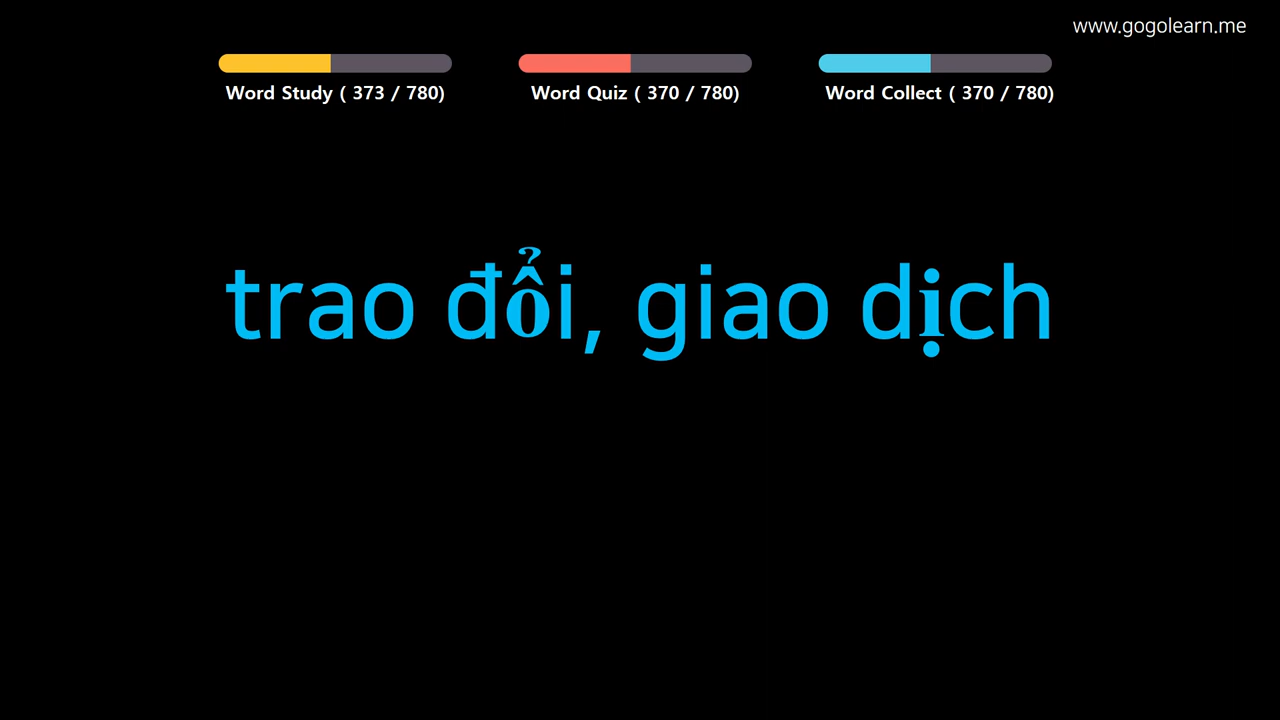 www.gogolearn.me
Word Study ( 373 / 780)
Word Quiz ( 370 / 780)
Word Collect ( 370 / 780)
trao đổi, giao dịch